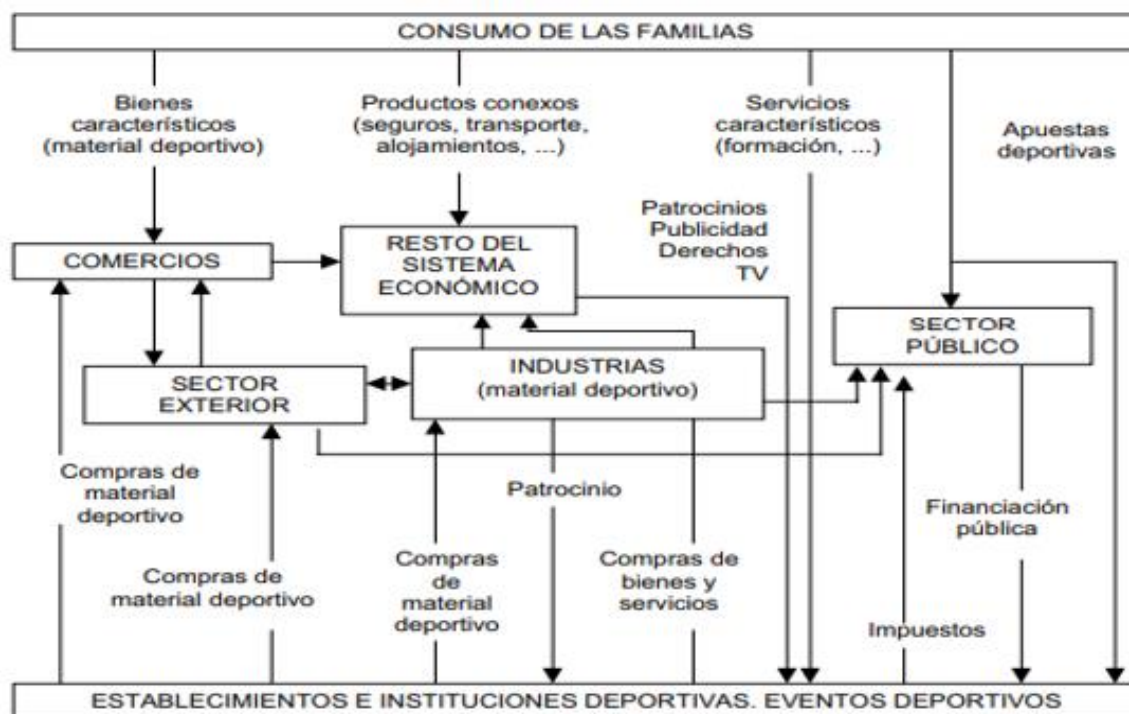 CONSUMO DE LAS FAMILIAS
Bienes
característicos
(material deportivo)
Productos conexos
(seguros, transporte,
alojamientos, ...)
Servicios
característicos
(formación, ...)
Apuestas
deportivas
Patrocinios
Publicidad
Derechos
TV
COMERCIOS
RESTO DEL
SISTEMA
ECONÓMICO
SECTOR
PÚBLICO
SECTOR
EXTERIOR
INDUSTRIAS
(material deportivo)
Compras de
material
deportivo
Compras de
material deportivo
Compras
de
material
deportivo
Patrocinio
Compras de
bienes y
servicios
Financiación
pública
Impuestos
ESTABLECIMIENTOS E INSTITUCIONES DEPORTIVAS. EVENTOS DEPORTIVOS